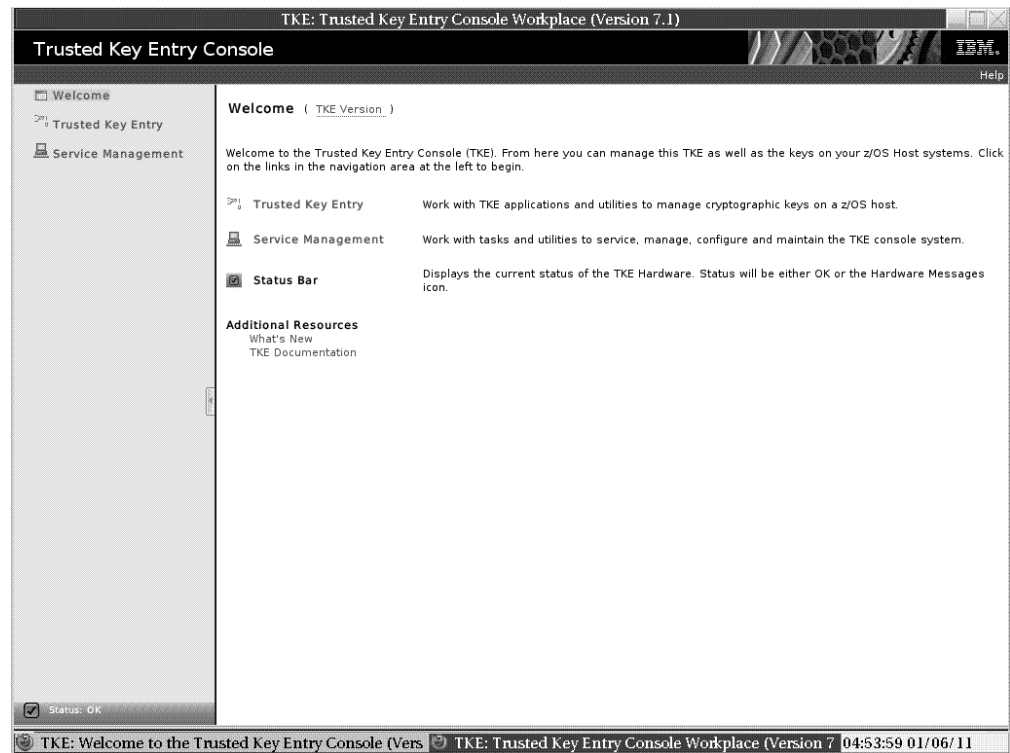 TKE: Trusted Key Entry Console Workplace (Version 7.1)
Trusted Key Entry Console
IBM.
Help
Welcome
Trusted Key Entry
Service Management
Welcome ( TKE Version )
Welcome to the Trusted Key Entry Console (TKE). From here you can manage this TKE as well as the keys on your z/OS Host systems. Click
on the links in the navigation area at the left to begin.
Trusted Key Entry Work with TKE applications and utilities to manage cryptographic keys on a z/OS host.
Service Management Work with tasks and utilities to service, manage, configure and maintain the TKE console system.
Status Bar Displays the current status of the TKE Hardware. Status will be either OK or the Hardware Messages
icon.
Additional Resources
What's New
TKE Documentation
Status: OK
TKE: Welcome to the Trusted Key Entry Console (Vers TKE: Trusted Key Entry Console Workplace (Version 7 04:53:59 01/06/11